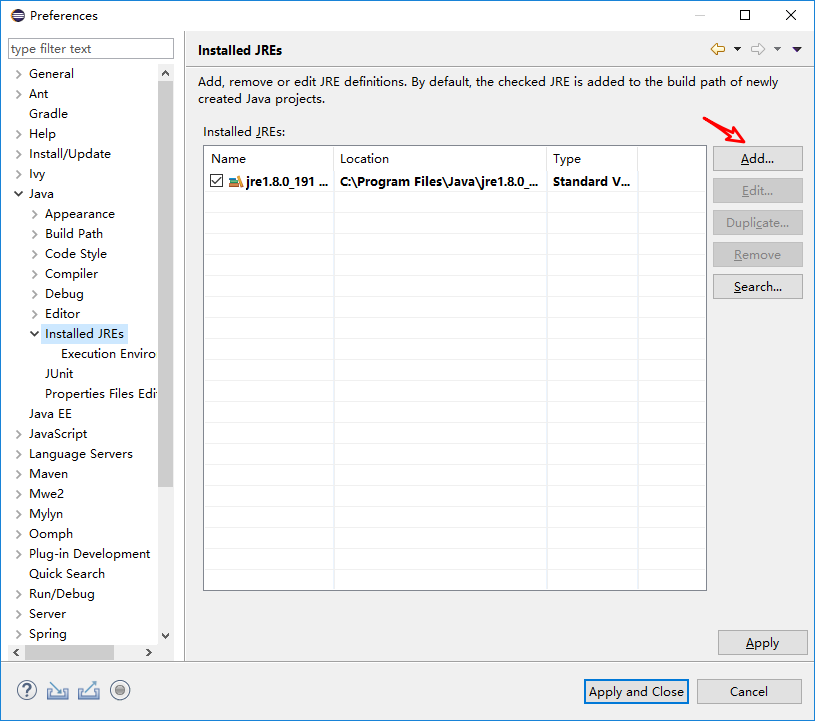 Preferences
type filter text
General
Ant
Gradle
Help
Install/Update
Ivy
Java
Appearance
Build Path
Code Style
Compiler
Debug
Editor
Installed JREs
Execution Enviro
JUnit
Properties Files Edi
Java EE
JavaScript
Language Servers
Maven
Mwe2
Mylyn
Oomph
Plug-in Development
Quick Search
Run/Debug
Server
Spring
Installed JREs
Add, remove or edit JRE definitions. By default, the checked JRE is added to the build path of newly
created Java projects.
Installed JREs:
Name Location Type
jre1.8.0_191 ... C:\Program Files\Java\jre1.8.0_... Standard V...
Add...
Edit...
Duplicate...
Remove
Search...
Apply
?
Apply and Close Cancel